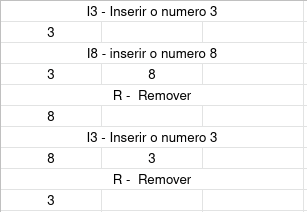 I3 - Inserir o numero 3
3
I8 - inserir o numero 8
3 8
R -  Remover
8
I3 - Inserir o numero 3
8 3
R -  Remover
3